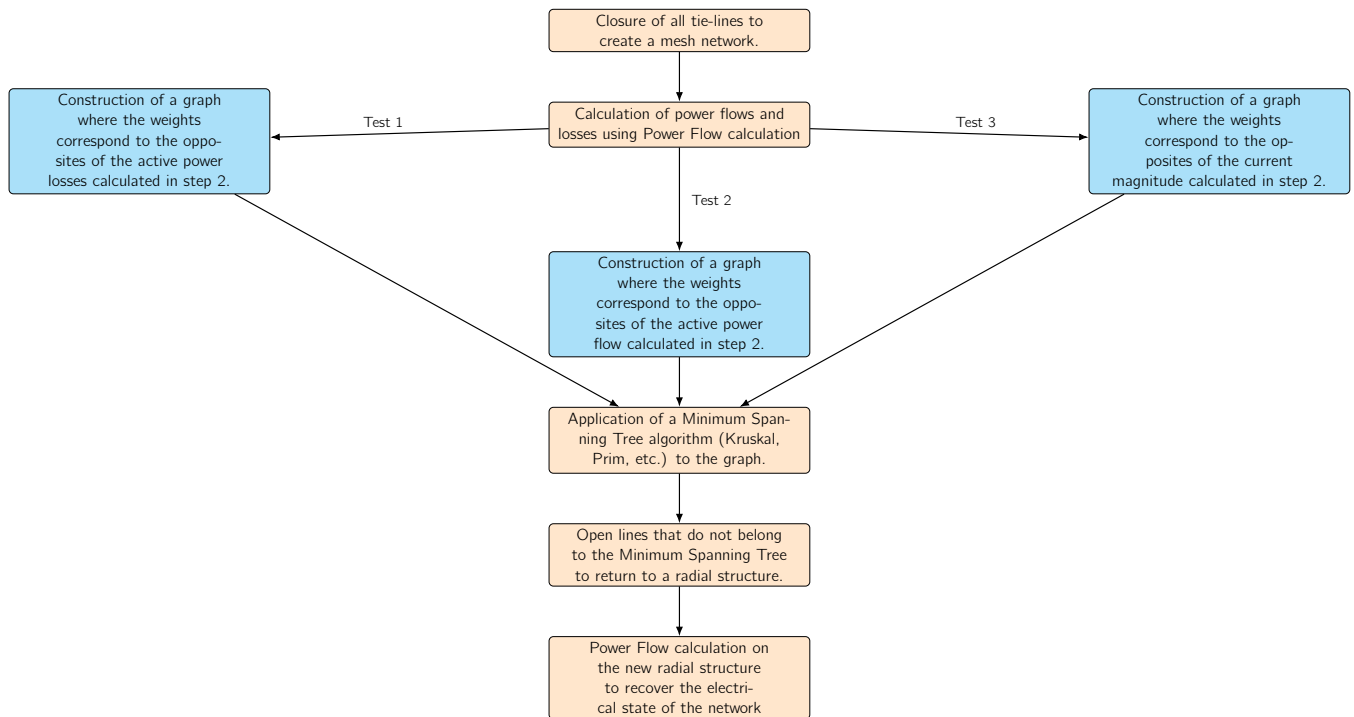 Closure of all tie-lines to
create a mesh network.
Calculation of power flows and
losses using Power Flow calculation
Test 1
Test 2
Test 3
Construction of a graph
where the weights
correspond to the oppo-
sites of the active power
losses calculated in step 2.
Construction of a graph
where the weights
correspond to the oppo-
sites of the active power
flow calculated in step 2.
Construction of a graph
where the weights
correspond to the op-
posites of the current
magnitude calculated in step 2.
Application of a Minimum Span-
ning Tree algorithm (Kruskal,
Prim, etc.) to the graph.
Open lines that do not belong
to the Minimum Spanning Tree
to return to a radial structure.
Power Flow calculation on
the new radial structure
to recover the electri-
cal state of the network